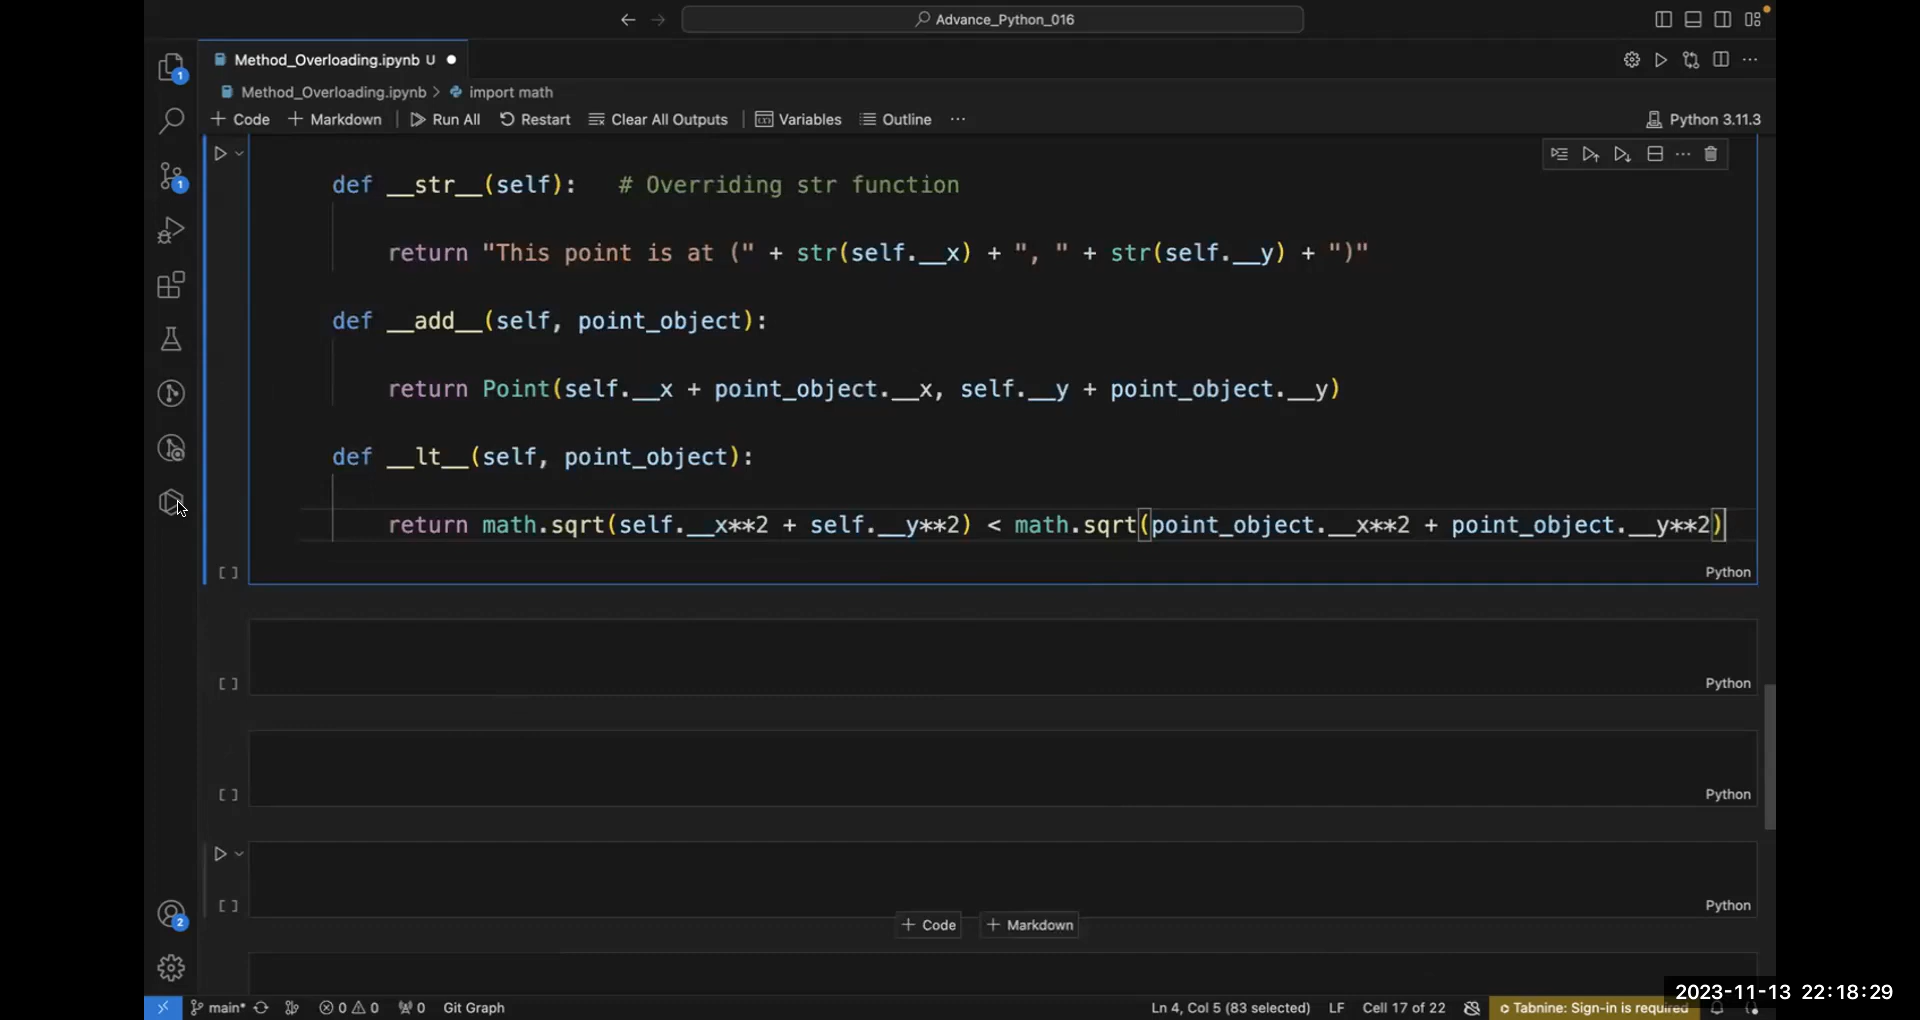 Advance_Python_016
Method_Overloading.ipynb U
Method_Overloading.ipynb > import math
+ Code + Markdown Run All Restart Clear All Outputs Variables Outline ... Python 3.11.3
def __str__(self): # Overriding str function
return "This point is at (" + str(self.__x) + ", " + str(self.__y) + ")"
def __add__(self, point_object):
return Point(self.__x + point_object.__x, self.__y + point_object.__y)
def __lt__(self, point_object):
return math.sqrt(self.__x**2 + self.__y**2) < math.sqrt(point_object.__x**2 + point_object.__y**2)
[ ] Python
[ ] Python
[ ] Python
[ ] Python
+ Code + Markdown
1
1
2
main* 0 0 0 Git Graph Ln 4, Col 5 (83 selected) LF Cell 17 of 22 Tabnine: Sign-in is required
2023-11-13 22:18:29